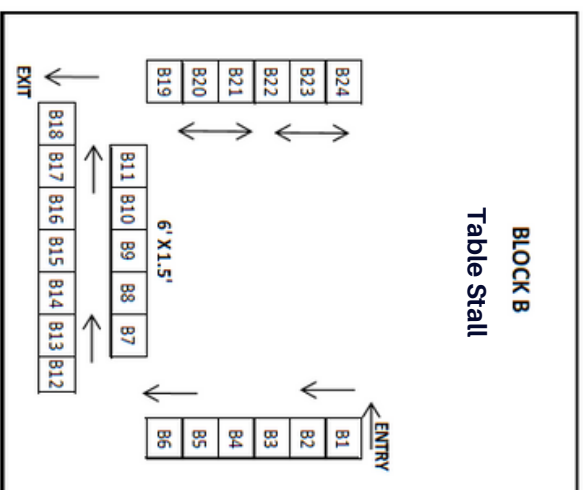 BLOCK B
Table Stall
B24
B23
B22
B21
B20
B19
EXIT
B18
B17
B16
B15
B14
B13
B12
B11
B10
B9
B8
B7
6' X 1.5'
ENTRY
B1
B2
B3
B4
B5
B6